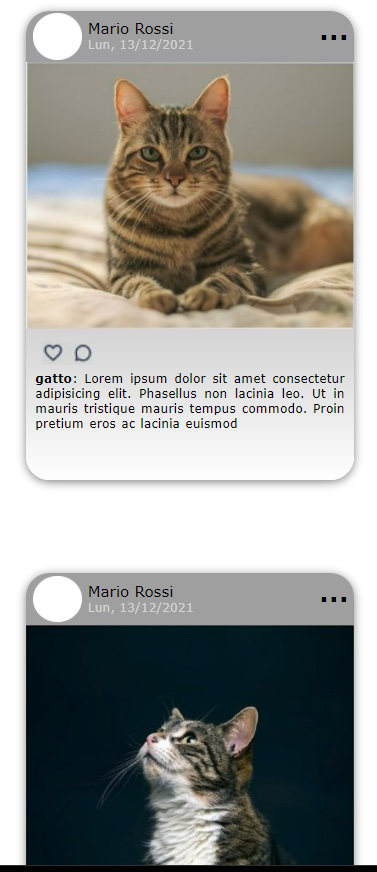 Mario Rossi
Lun, 13/12/2021
...
gatto: Lorem ipsum dolor sit amet consectetur
adipisicing elit. Phasellus non lacinia leo. Ut in
mauris tristique mauris tempus commodo. Proin
pretium eros ac lacinia euismod
Mario Rossi
Lun, 13/12/2021
...